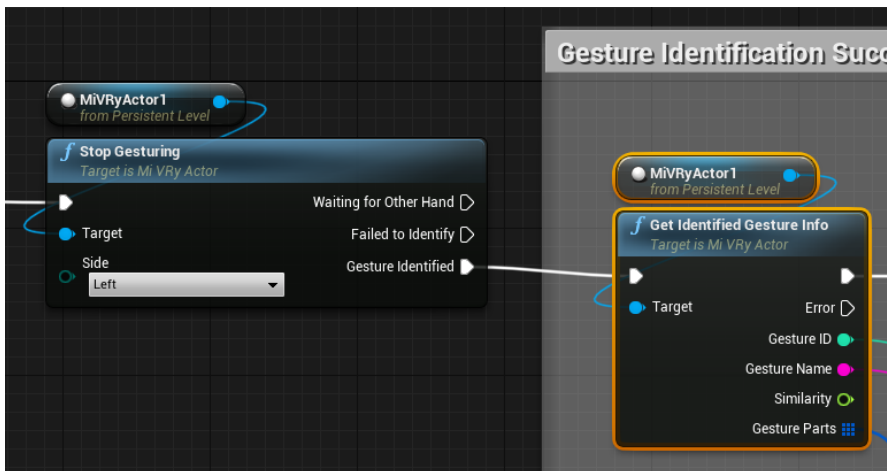 Gesture Identification Succ
MiVRyActor1
from Persistent Level
f Stop Gesturing
Target is Mi VRy Actor
Waiting for Other Hand
Target
Failed to Identify
Side
Gesture Identified
Left
MiVRyActor1
from Persistent Level
f Get Identified Gesture Info
Target is Mi VRy Actor
Target
Error
Gesture ID
Gesture Name
Similarity
Gesture Parts